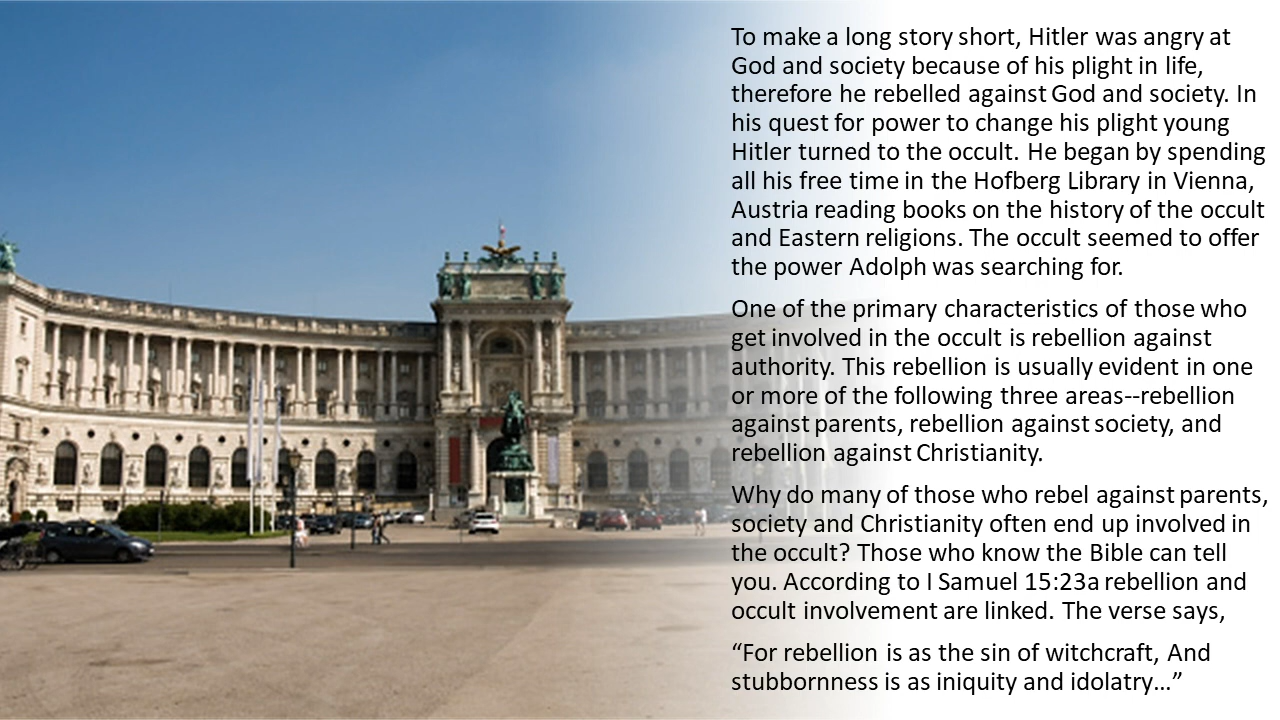 To make a long story short, Hitler was angry at
God and society because of his plight in life,
therefore he rebelled against God and society. In
his quest for power to change his plight young
Hitler turned to the occult. He began by spending
all his free time in the Hofberg Library in Vienna,
Austria reading books on the history of the occult
and Eastern religions. The occult seemed to offer
the power Adolph was searching for.
One of the primary characteristics of those who
get involved in the occult is rebellion against
authority. This rebellion is usually evident in one
or more of the following three areas--rebellion
against parents, rebellion against society, and
rebellion against Christianity.
Why do many of those who rebel against parents,
society and Christianity often end up involved in
the occult? Those who know the Bible can tell
you. According to I Samuel 15:23a rebellion and
occult involvement are linked. The verse says,
“For rebellion is as the sin of witchcraft, And
stubbornness is as iniquity and idolatry…”